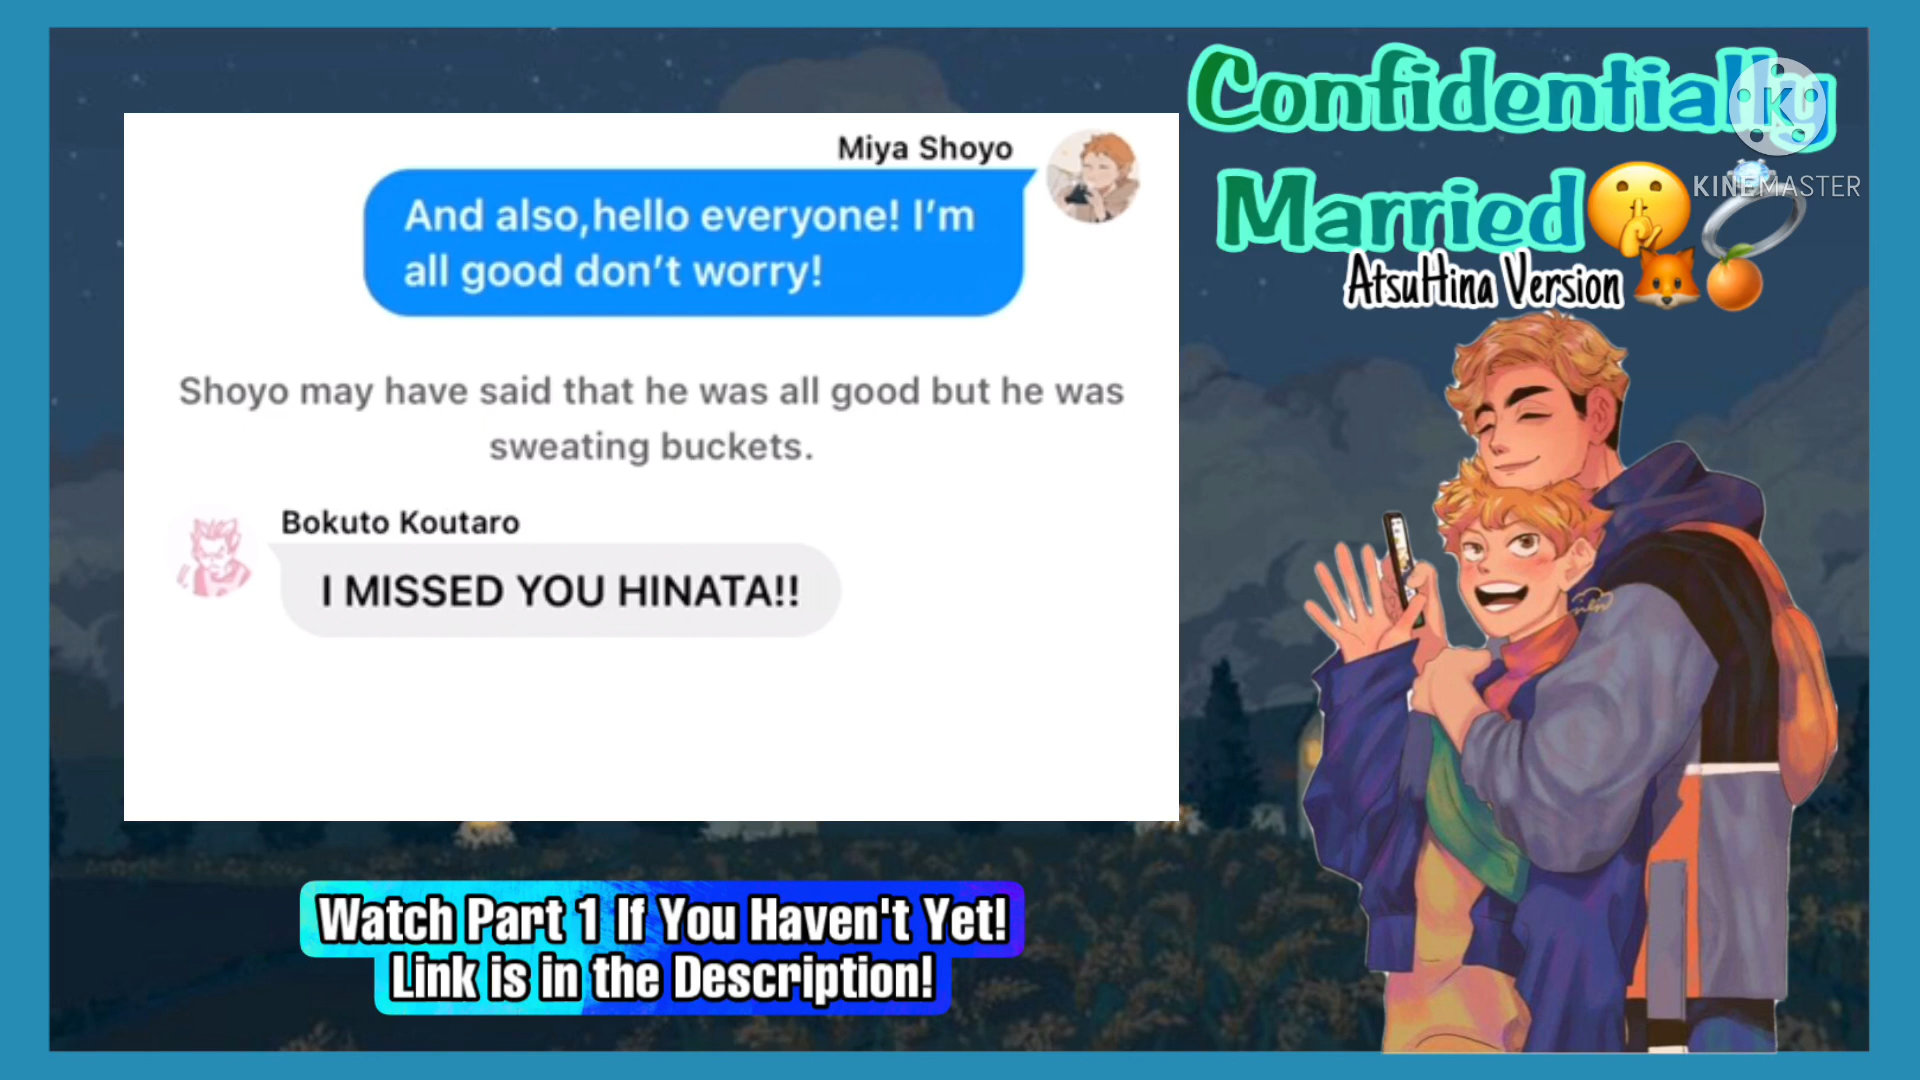 Miya Shoyo
And also,hello everyone! I’m
all good don’t worry!
Shoyo may have said that he was all good but he was
sweating buckets.
Bokuto Koutaro
I MISSED YOU HINATA!!
Confidentially
Married
AtsuHina Version
K
KINEMASTER
Watch Part 1 If You Haven't Yet!
Link is in the Description!